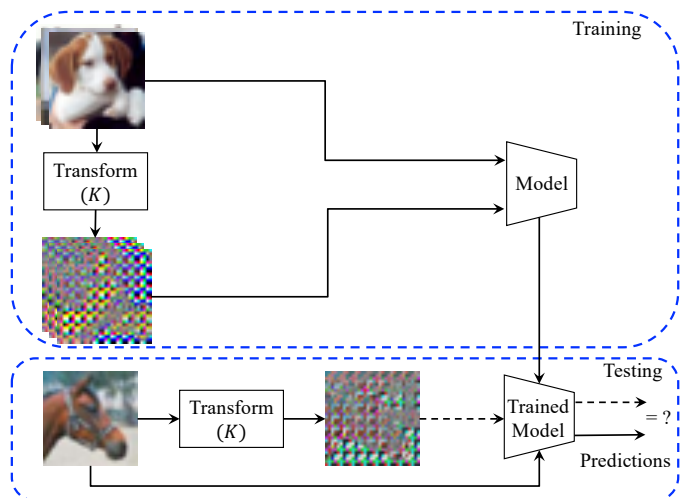 Training
Transform
(K)
Model
Testing
Transform
(K)
Trained
Model
= ?
Predictions